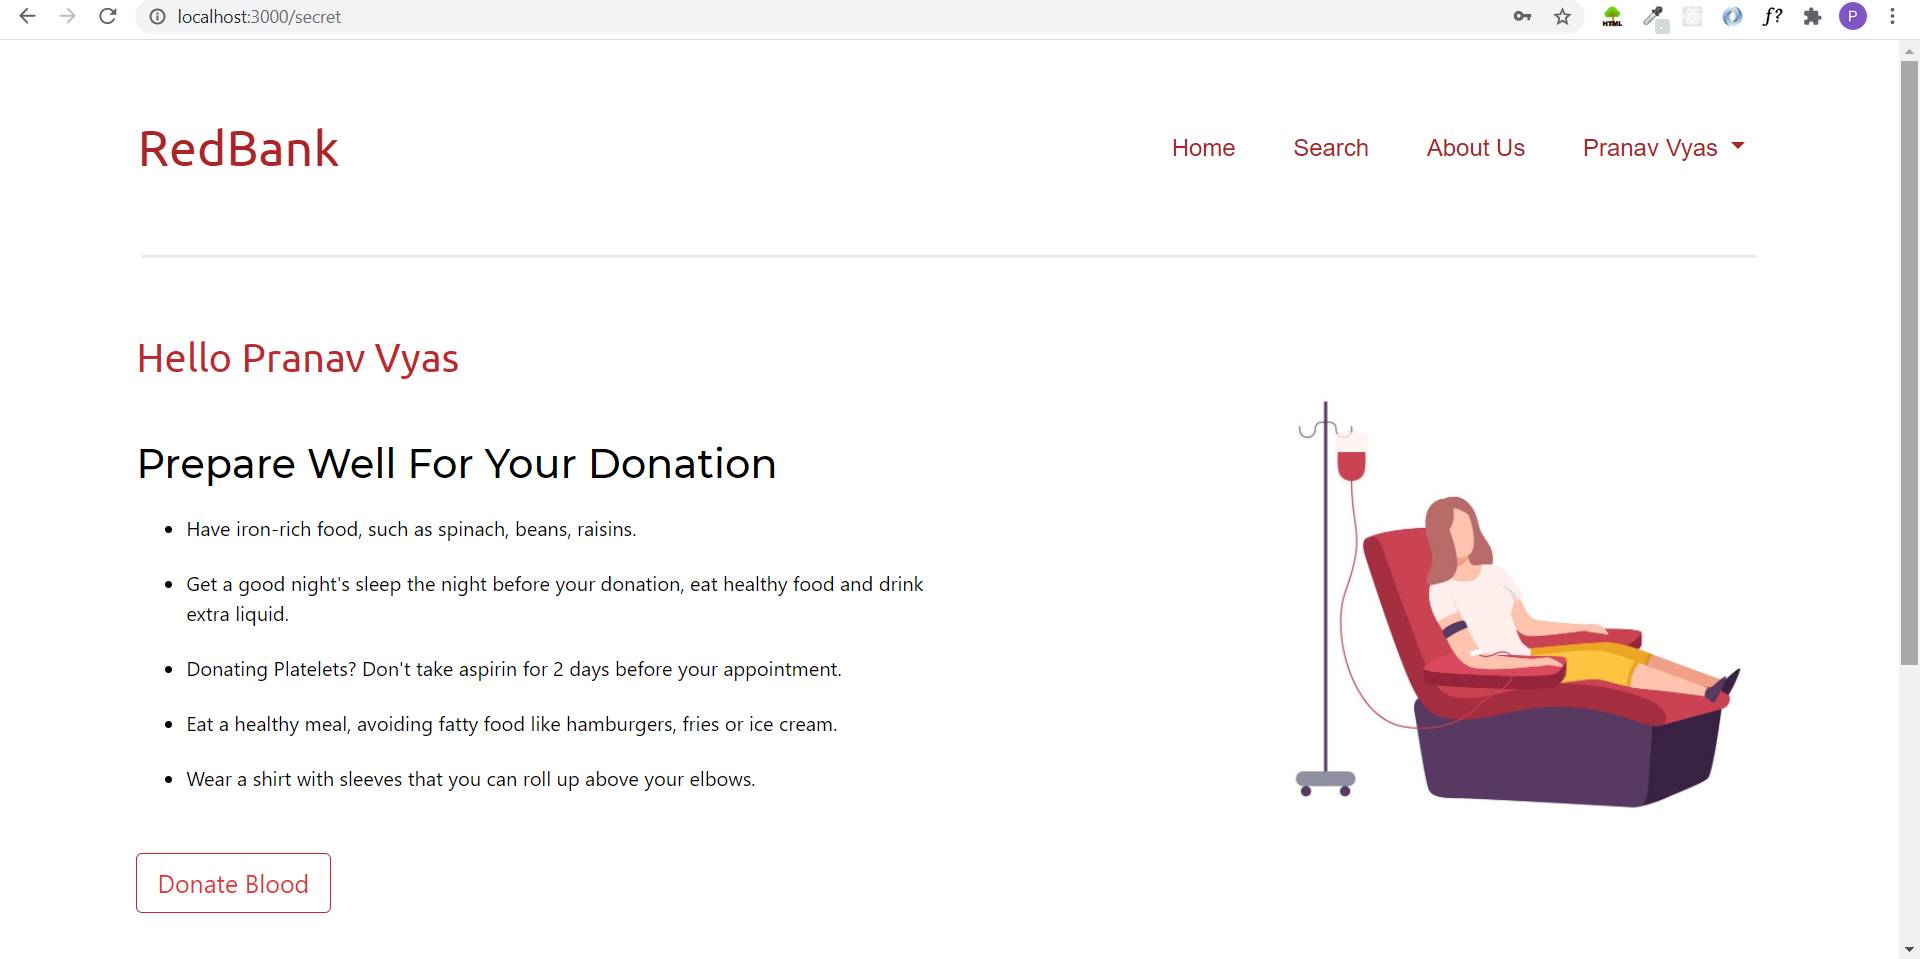 localhost:3000/secret
HTML
f?
P
RedBank
Home Search About Us Pranav Vyas
Hello Pranav Vyas
Prepare Well For Your Donation
• Have iron-rich food, such as spinach, beans, raisins.
• Get a good night's sleep the night before your donation, eat healthy food and drink
extra liquid.
• Donating Platelets? Don't take aspirin for 2 days before your appointment.
• Eat a healthy meal, avoiding fatty food like hamburgers, fries or ice cream.
• Wear a shirt with sleeves that you can roll up above your elbows.
Donate Blood